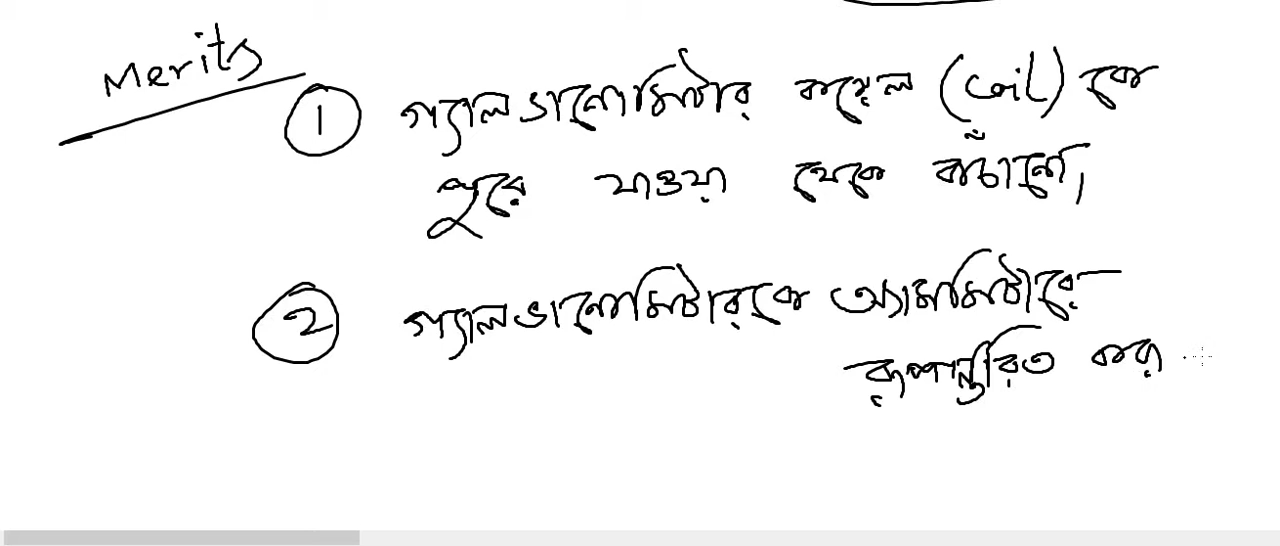 Merits
① গ্যালভানোমিটার কয়েল (coil) কে
পুরে যাওয়া থেকে বাঁচানো,
② গ্যালভানোমিটারকে অ্যামমিটারে
রূপান্তরিত করা